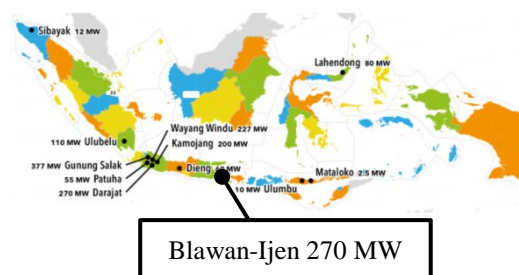 Sibayak 12 MW
Lahendong 80 MW
Wayang Windu 227 MW
110 MW Ulubelu
Kamojang 200 MW
377 MW Gunung Salak
55 MW Patuha
270 MW Darajat
Dieng 60 MW
Mataloko 2.5 MW
10 MW Ulumbu
Blawan-Ijen 270 MW